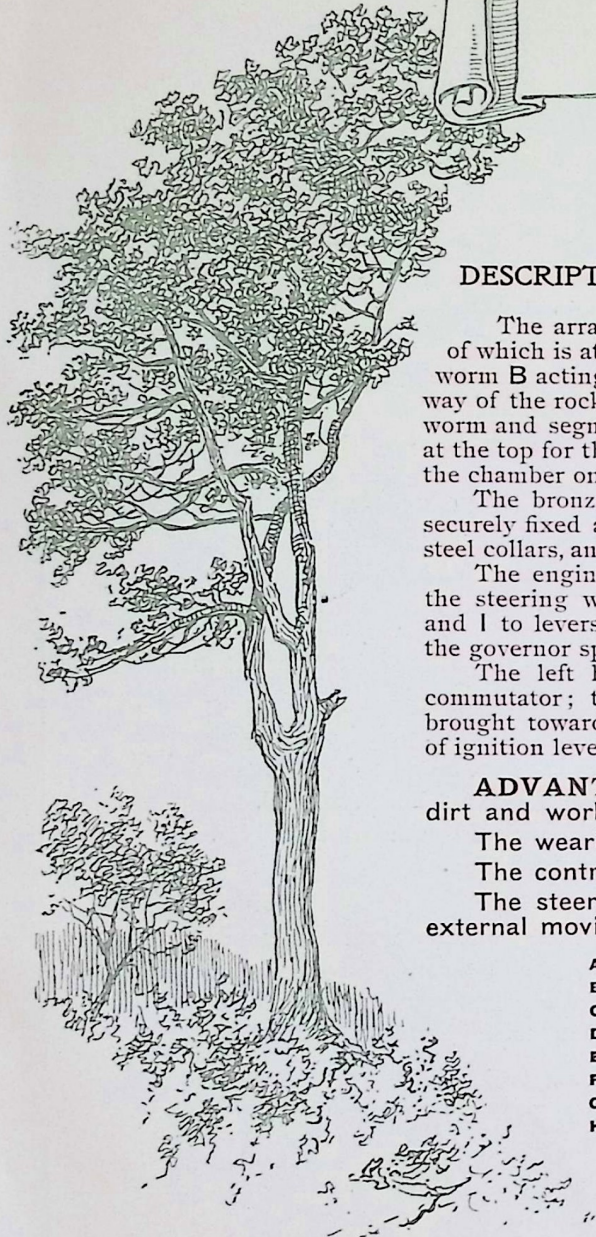 DESCRIPT
The arra
of which is at
worm B acting
way of the rock
worm and segm
at the top for th
the chamber on
The bronz
securely fixed a
steel collars, an
The engin
the steering w
and I to levers
the governor sp
The left h
commutator; t
brought toward
of ignition leve
ADVANT
dirt and worl
The wear
The contr
The steer
external movi
A
B
C
D
E
F
G
H